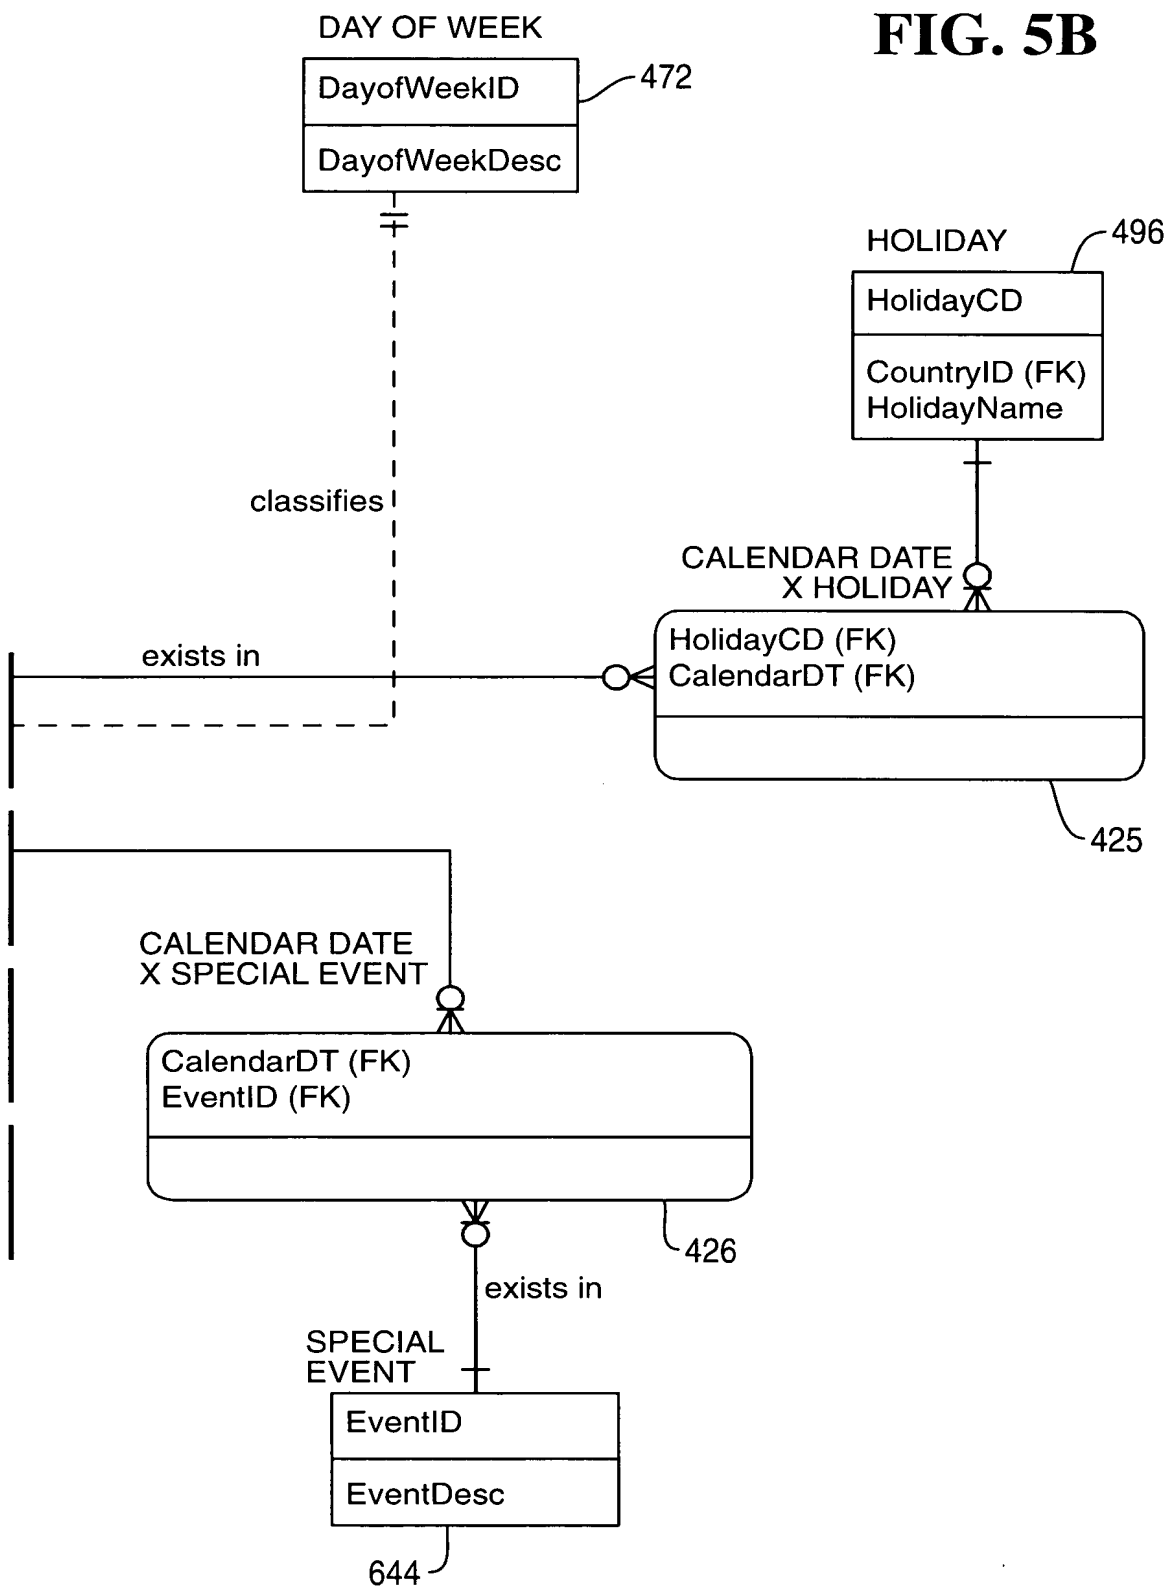 DAY OF WEEK
FIG. 5B
DayofWeekID
472
DayofWeekDesc
HOLIDAY
496
HolidayCD
CountryID (FK)
HolidayName
classifies
CALENDAR DATE
X HOLIDAY
exists in
HolidayCD (FK)
CalendarDT (FK)
425
CALENDAR DATE
X SPECIAL EVENT
CalendarDT (FK)
EventID (FK)
426
exists in
SPECIAL
EVENT
EventID
EventDesc
644